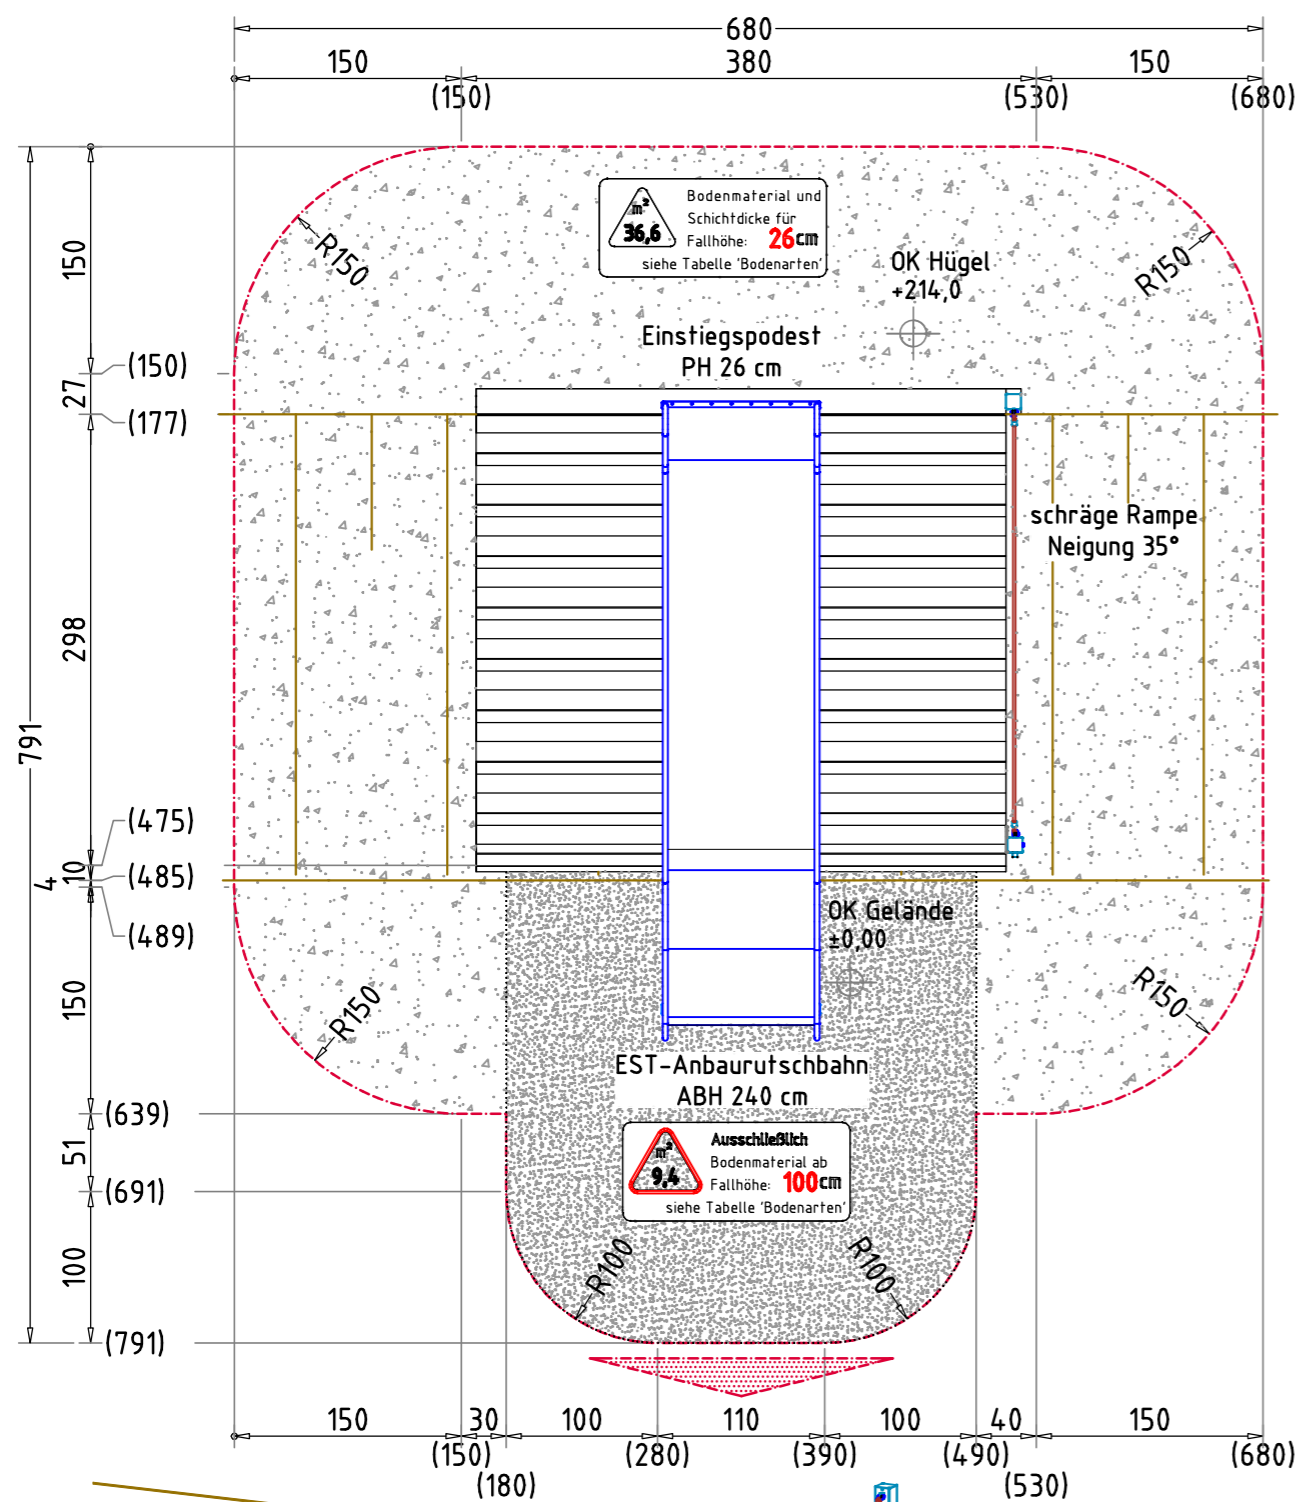 680
150
380
150
(150)
(530)
(680)
m²
36,6
Bodenmaterial und
Schichtdicke für
Fallhöhe: 26cm
siehe Tabelle 'Bodenarten'
R150
R150
OK Hügel
+214,0
Einstiegspodest
PH 26 cm
150
(150)
27
(177)
schräge Rampe
Neigung 35°
298
791
(475)
10
(485)
4
(489)
OK Gelände
±0,00
150
R150
R150
EST-Anbaurutschbahn
ABH 240 cm
(639)
m²
9,4
Ausschließlich
Bodenmaterial ab
Fallhöhe: 100cm
siehe Tabelle 'Bodenarten'
51
(691)
100
R100
R100
(791)
150
30
100
110
100
40
150
(150)
(280)
(390)
(490)
(680)
(180)
(530)